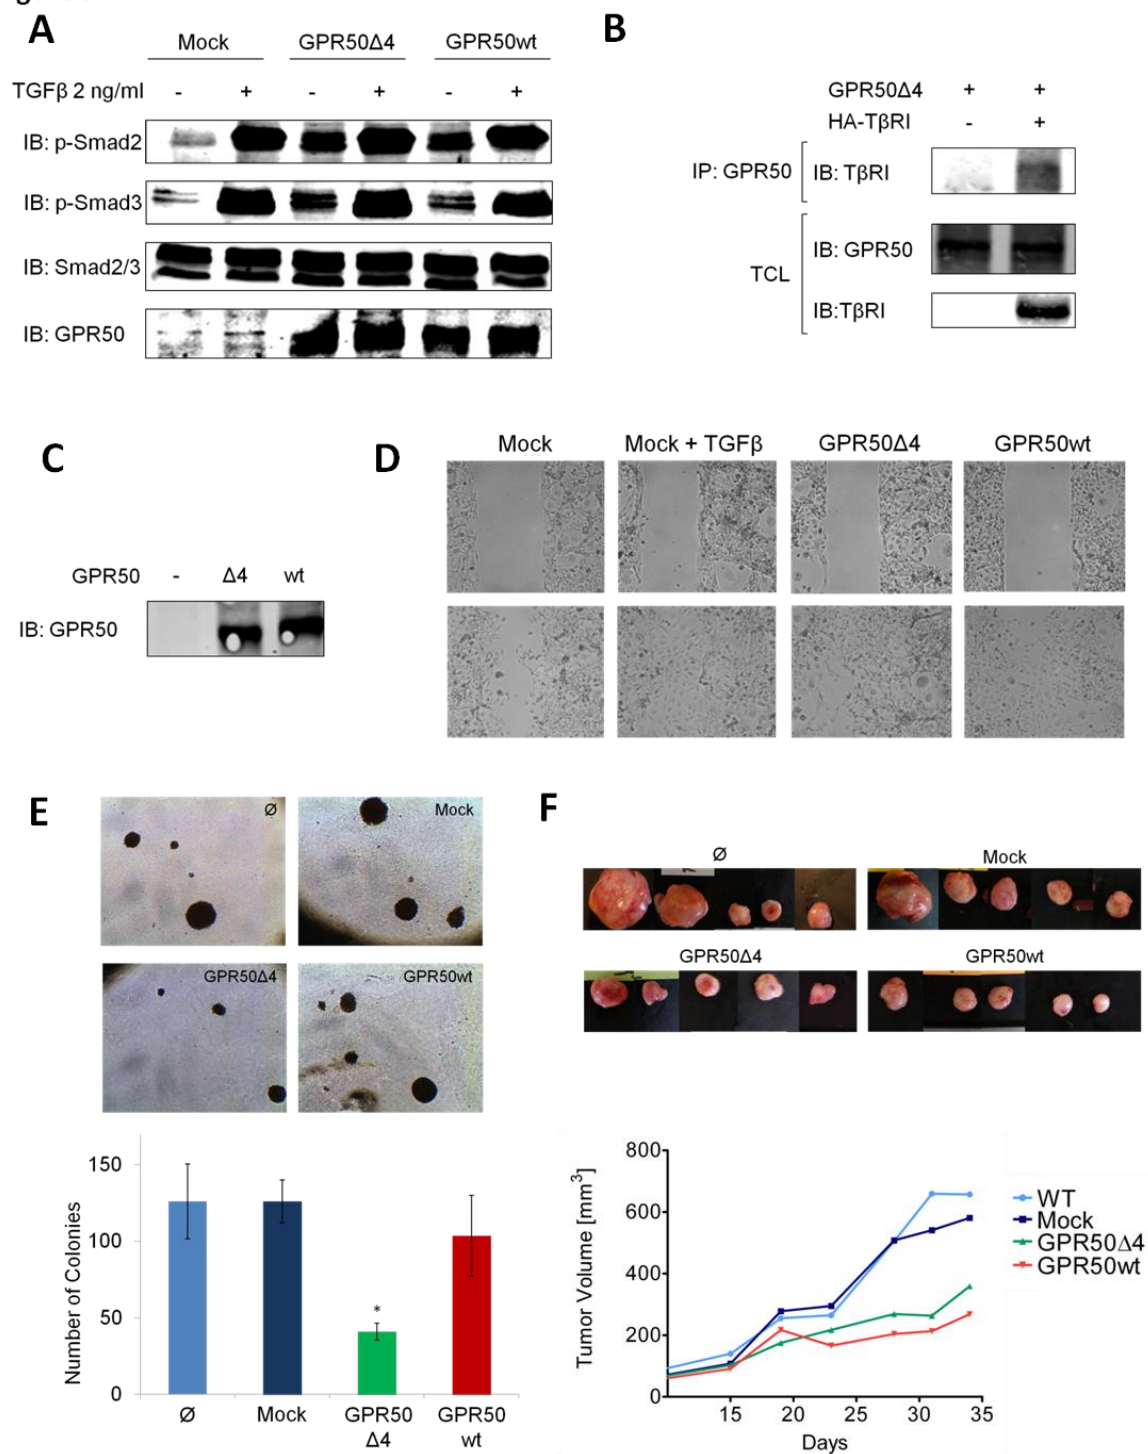 A
Mock GPR50Δ4 GPR50wt
TGFβ 2 ng/ml - + - + - +
IB: p-Smad2
IB: p-Smad3
IB: Smad2/3
IB: GPR50
B
GPR50Δ4 + +
HA-TβRI - +
IP: GPR50 IB: TβRI
TCL
IB: GPR50
IB:TβRI
C
GPR50 - Δ4 wt
IB: GPR50
D
Mock Mock + TGFβ GPR50Δ4 GPR50wt
E
Ø Mock
GPR50Δ4 GPR50wt
Number of Colonies
150
100
50
0
Ø Mock GPR50 GPR50
Δ4 wt
*
F
Ø Mock
GPR50Δ4 GPR50wt
Tumor Volume [mm³]
800
600
400
200
0
15 20 25 30 35
Days
WT
Mock
GPR50Δ4
GPR50wt